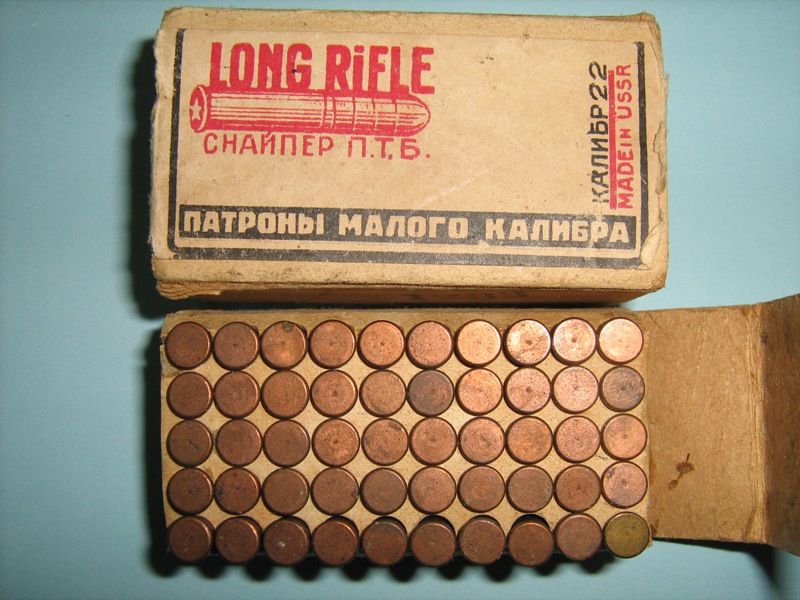 LONG RiFLE
СНАЙПЕР П.Т.Б.
КАЛИБР 22
MADE IN USSR
ПАТРОНЫ МАЛОГО КАЛИБРА